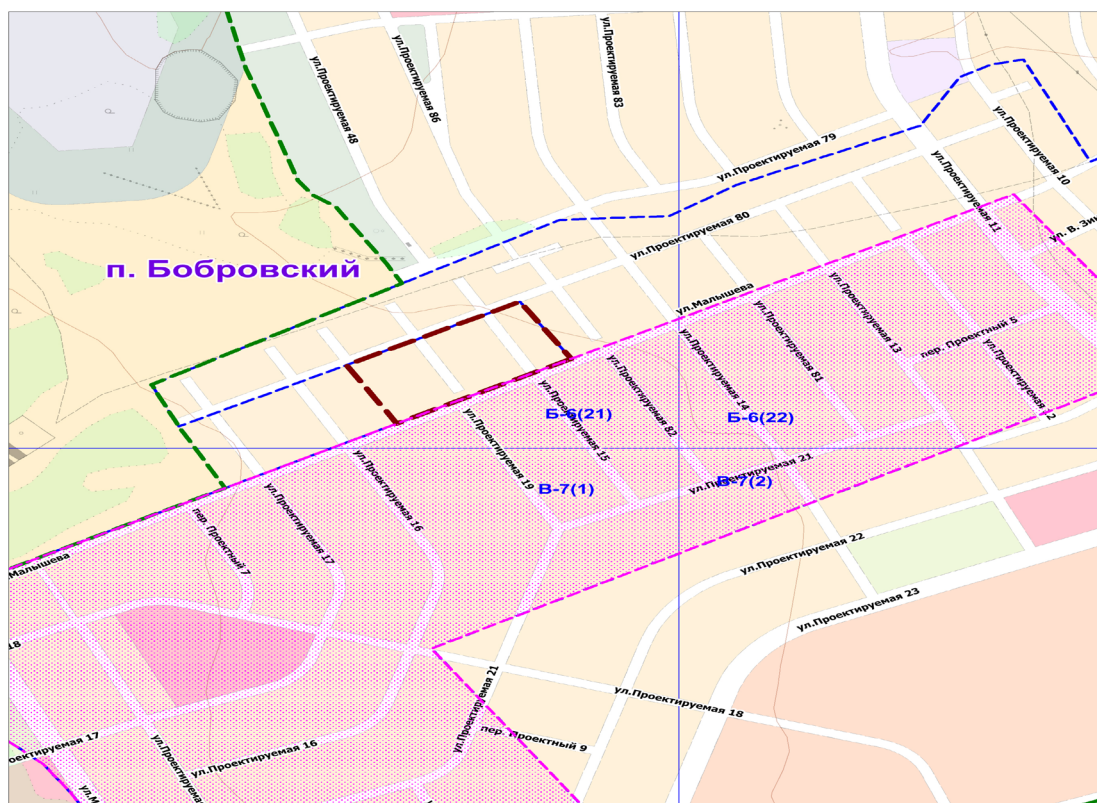 ул.Проектируемая 48
ул.Проектируемая 86
ул.Проектируемая 83
ул.Проектируемая 79
ул.Проектируемая 10
ул.Проектируемая 11
ул.Проектируемая 80
п. Бобровский
ул.Малышева
ул.Проектируемая 13
ул.Проектируемая 81
пер. Проектный 5
ул.Проектируемая 14
ул.Проектируемая 82
ул.Проектируемая 15
Б-6(21)
Б-6(22)
ул.Проектируемая 19
ул.Проектируемая 16
ул.Проектируемая 21
В-7(1)
В-7(2)
ул.Проектируемая 17
пер. Проектный 7
Малышева
ул.Проектируемая 22
ул.Проектируемая 23
18
ул.Проектируемая 21
ул.Проектируемая 18
пер. Проектный 9
ул.Проектируемая 16